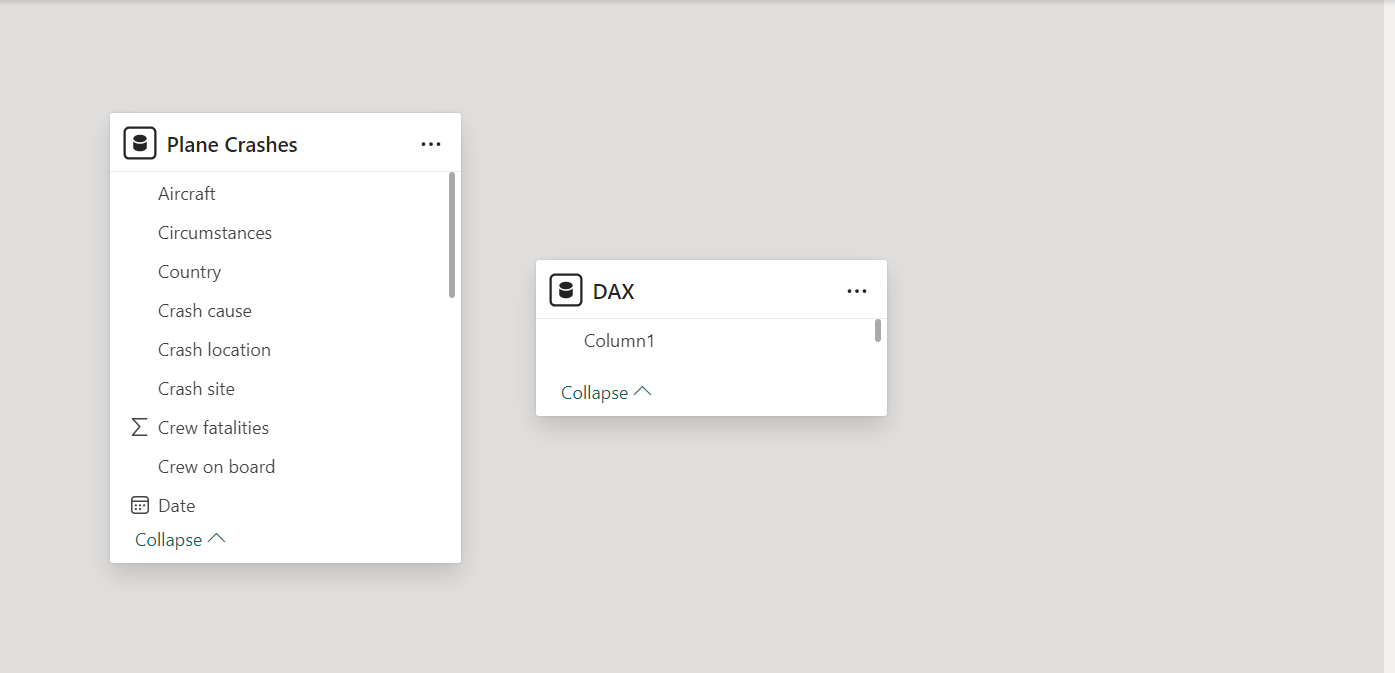 Plane Crashes
Aircraft
Circumstances
Country
Crash cause
Crash location
Crash site
Crew fatalities
Crew on board
Date
Collapse
DAX
Column1
Collapse